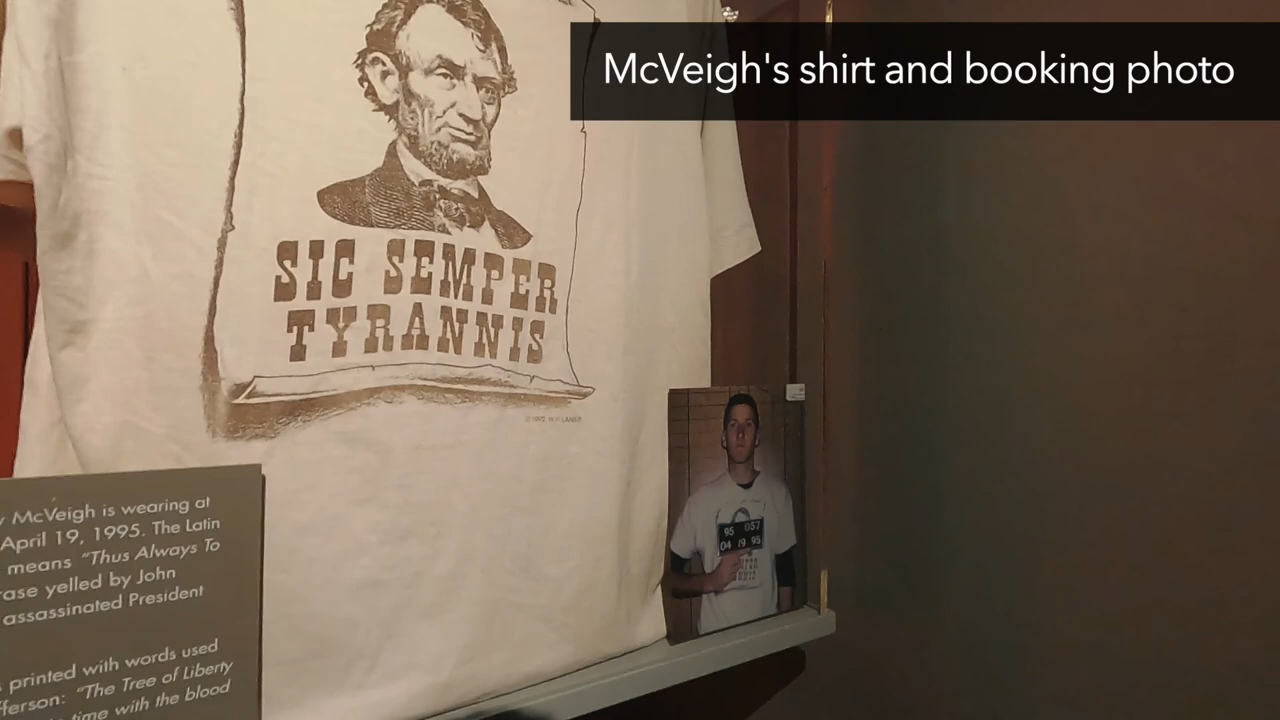 McVeigh's shirt and booking photo
SIC SEMPER
TYRANNIS
© 1992
95 057
04 19 95
McVeigh is wearing at
April 19, 1995. The Latin
means "Thus Always To
yelled by John
assassinated President
printed with words used
"The Tree of Liberty
time with the blood